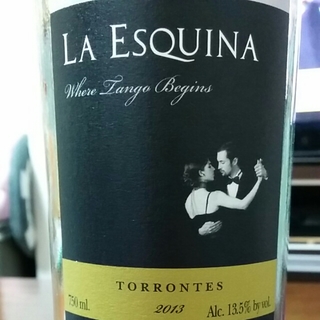 LA ESQUINA
Where Tango Begins
TORRONTES
750 ml. 2013 Alc. 13.5% by vol.